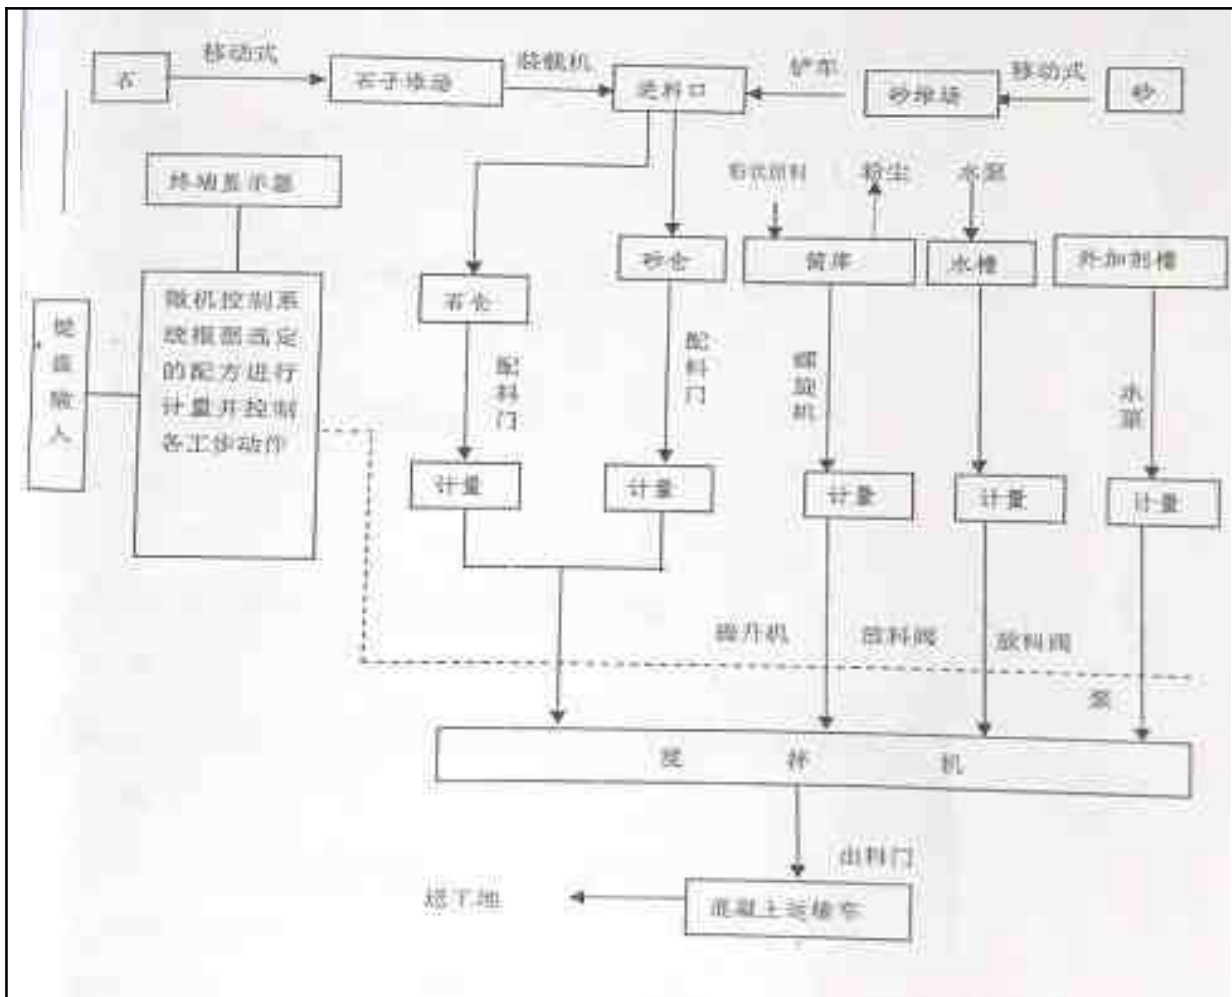 石
移动式
石子堆场
装载机
进料口
铲车
砂堆场
移动式
砂
终端显示器
粉状原料
粉尘
水泵
砂仓
筒库
水槽
外加剂槽
石仓
微机控制系
统根据选定
的配方进行
计量并控制
各工步动作
键
盘
输
入
配
料
门
配
料
门
螺
旋
机
水
泵
计量
计量
计量
计量
计量
提升机
放料阀
放料阀
泵
搅 拌 机
出料门
混凝土运输车